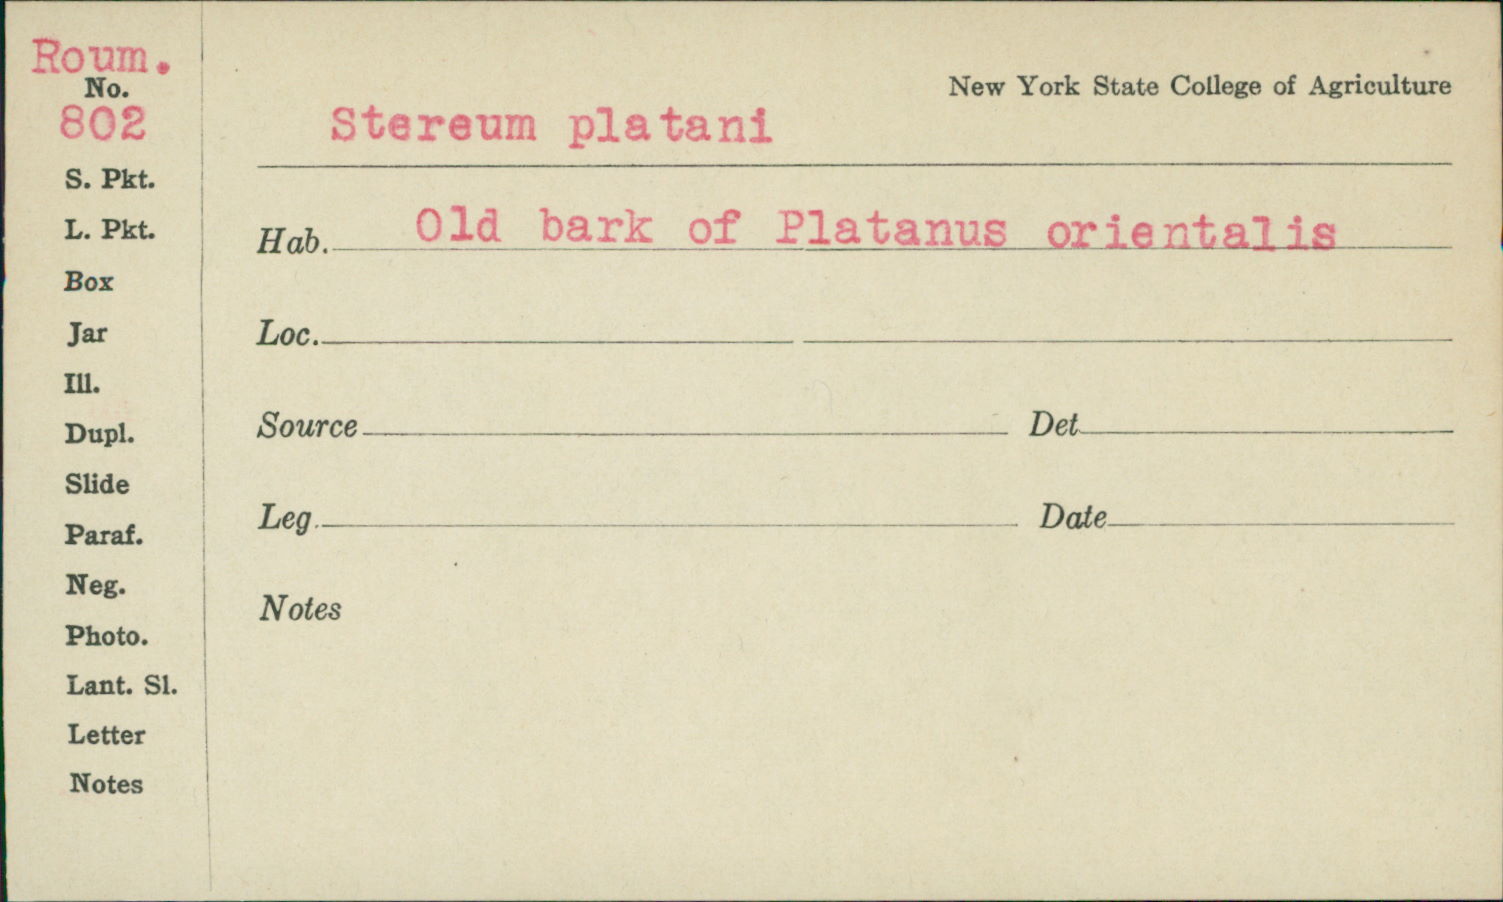 Roum.
No.
802
S. Pkt.
L. Pkt.
Box
Jar
Ill.
Dupl.
Slide
Paraf.
Neg.
Photo.
Lant. Sl.
Letter
Notes
New York State College of Agriculture
Stereum platani
Hab. Old bark of Platanus orientalis
Loc.
Source Det
Leg. Date
Notes